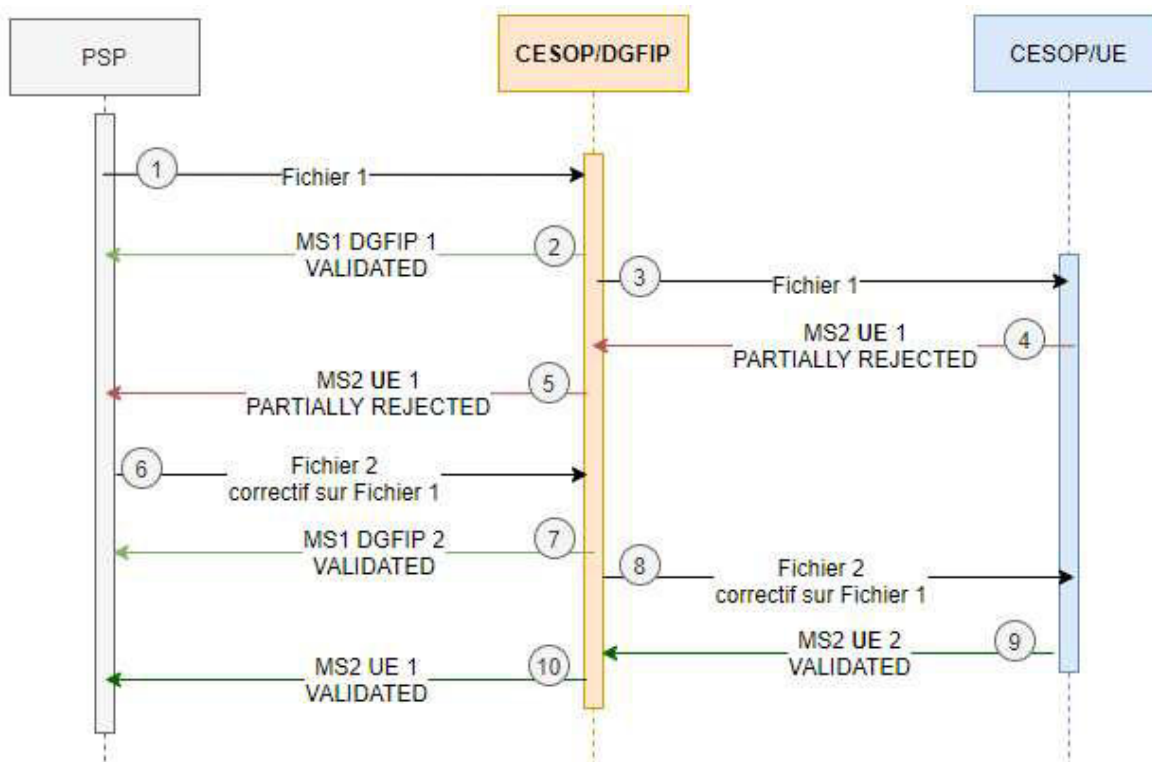 PSP
CESOP/DGFIP
CESOP/UE
1
Fichier 1
MS1 DGFIP 1
VALIDATED
2
3
Fichier 1
MS2 UE 1
PARTIALLY REJECTED
4
MS2 UE 1
PARTIALLY REJECTED
5
6
Fichier 2
correctif sur Fichier 1
MS1 DGFIP 2
VALIDATED
7
8
Fichier 2
correctif sur Fichier 1
MS2 UE 2
VALIDATED
9
MS2 UE 1
VALIDATED
10